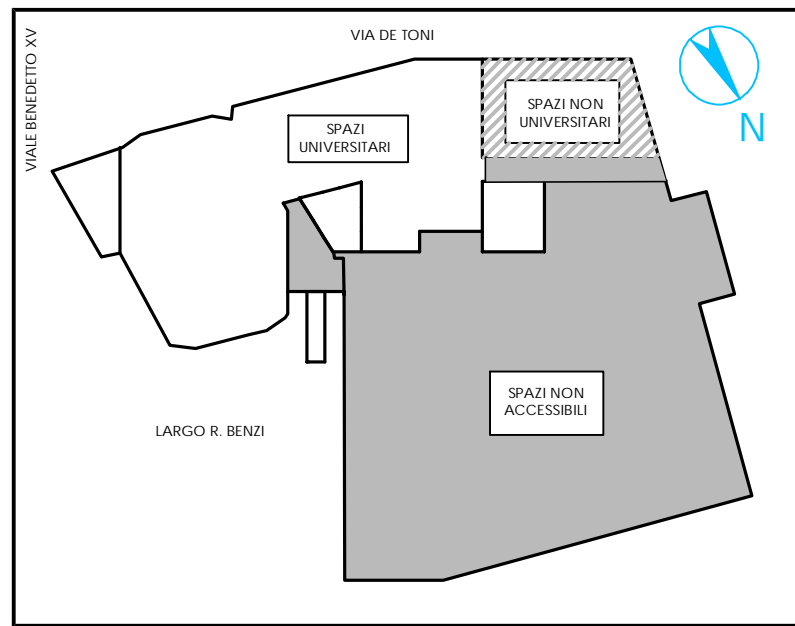 VIA DE TONI
VIALE BENEDETTO XV
SPAZI NON
UNIVERSITARI
SPAZI
UNIVERSITARI
N
SPAZI NON
ACCESSIBILI
LARGO R. BENZI